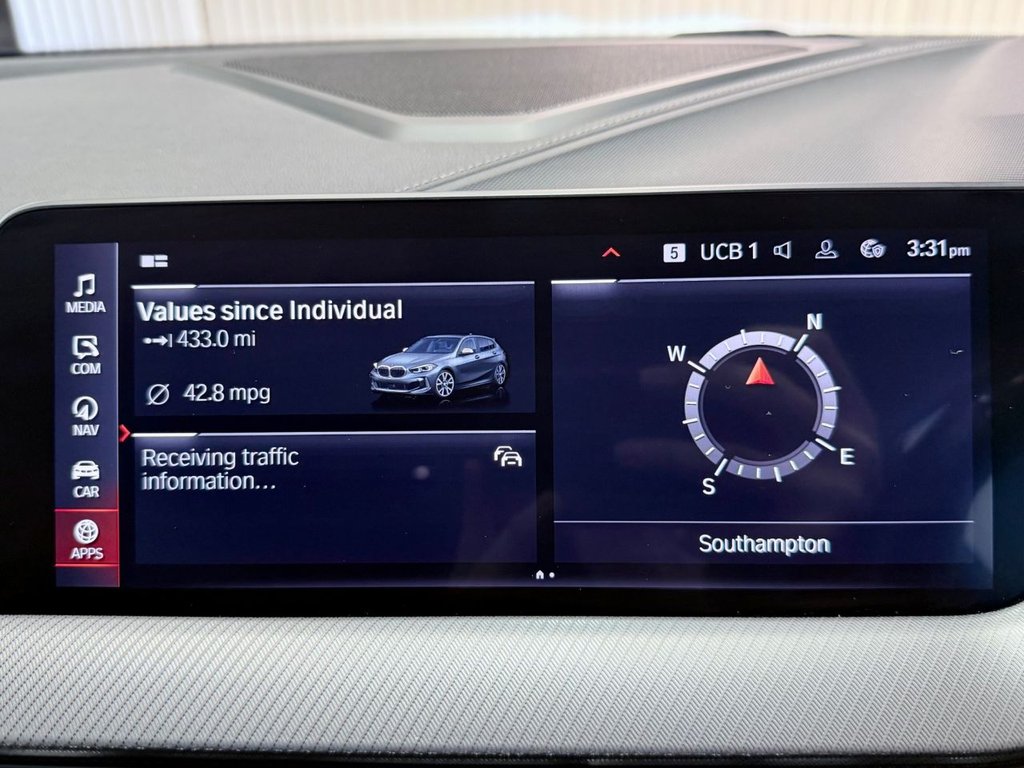 5 UCB 1 3:31pm
MEDIA
COM
NAV
CAR
APPS
Values since Individual
433.0 mi
Ø 42.8 mpg
Receiving traffic
information...
N
W
E
S
Southampton